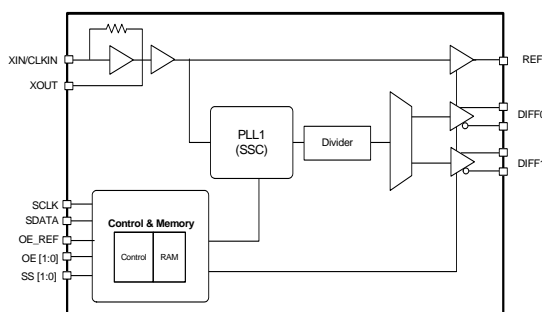 XIN/CLKIN
XOUT
REF
DIFF0
DIFF1
PLL1
(SSC)
Divider
SCLK
SDATA
OE_REF
OE [1:0]
SS [1:0]
Control & Memory
Control
RAM